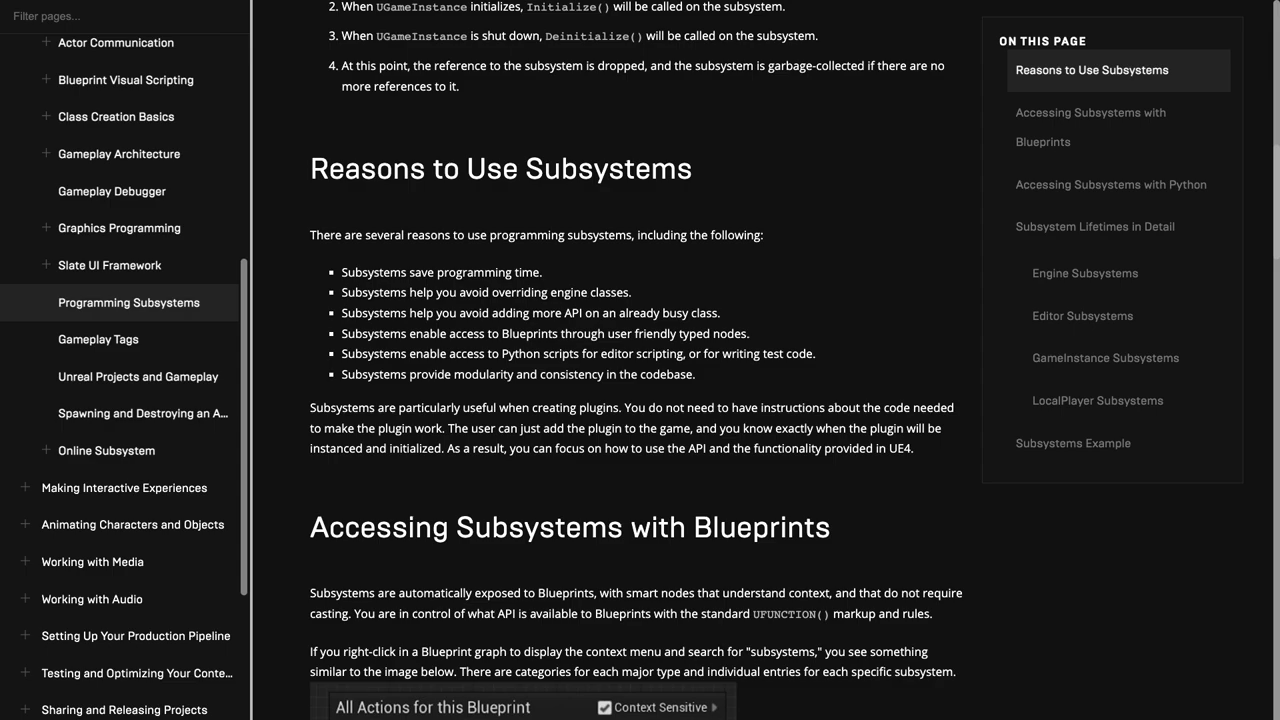 Filter pages...
Actor Communication
Blueprint Visual Scripting
Class Creation Basics
Gameplay Architecture
Gameplay Debugger
Graphics Programming
Slate UI Framework
Programming Subsystems
Gameplay Tags
Unreal Projects and Gameplay
Spawning and Destroying an A...
Online Subsystem
Making Interactive Experiences
Animating Characters and Objects
Working with Media
Working with Audio
Setting Up Your Production Pipeline
Testing and Optimizing Your Conte...
Sharing and Releasing Projects
2. When UGameInstance initializes, Initialize() will be called on the subsystem.
3. When UGameInstance is shut down, Deinitialize() will be called on the subsystem.
4. At this point, the reference to the subsystem is dropped, and the subsystem is garbage-collected if there are no
more references to it.
Reasons to Use Subsystems
There are several reasons to use programming subsystems, including the following:
Subsystems save programming time.
Subsystems help you avoid overriding engine classes.
Subsystems help you avoid adding more API on an already busy class.
Subsystems enable access to Blueprints through user friendly typed nodes.
Subsystems enable access to Python scripts for editor scripting, or for writing test code.
Subsystems provide modularity and consistency in the codebase.
Subsystems are particularly useful when creating plugins. You do not need to have instructions about the code needed
to make the plugin work. The user can just add the plugin to the game, and you know exactly when the plugin will be
instanced and initialized. As a result, you can focus on how to use the API and the functionality provided in UE4.
Accessing Subsystems with Blueprints
Subsystems are automatically exposed to Blueprints, with smart nodes that understand context, and that do not require
casting. You are in control of what API is available to Blueprints with the standard UFUNCTION() markup and rules.
If you right-click in a Blueprint graph to display the context menu and search for "subsystems," you see something
similar to the image below. There are categories for each major type and individual entries for each specific subsystem.
All Actions for this Blueprint
Context Sensitive
ON THIS PAGE
Reasons to Use Subsystems
Accessing Subsystems with
Blueprints
Accessing Subsystems with Python
Subsystem Lifetimes in Detail
Engine Subsystems
Editor Subsystems
GameInstance Subsystems
LocalPlayer Subsystems
Subsystems Example